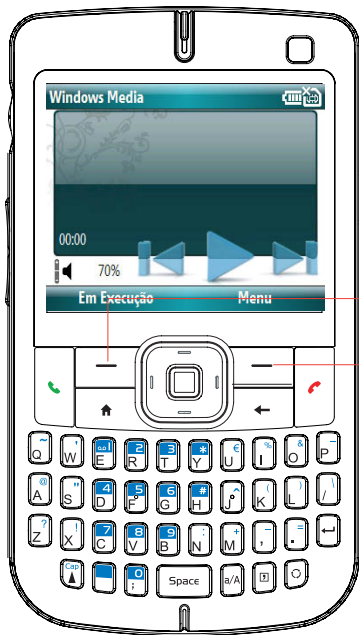 Windows Media
00:00
70%
Em Execução Menu
Q ~ W ' E 1 R 2 T 3 Y * U € I % O & P –
A @ S " D 4 F 5 G 6 H # J ^ K ( L ) / \
Z ? X ! C 7 V 8 B 9 N : M + , - . =
Cap ; 0 Space a/A